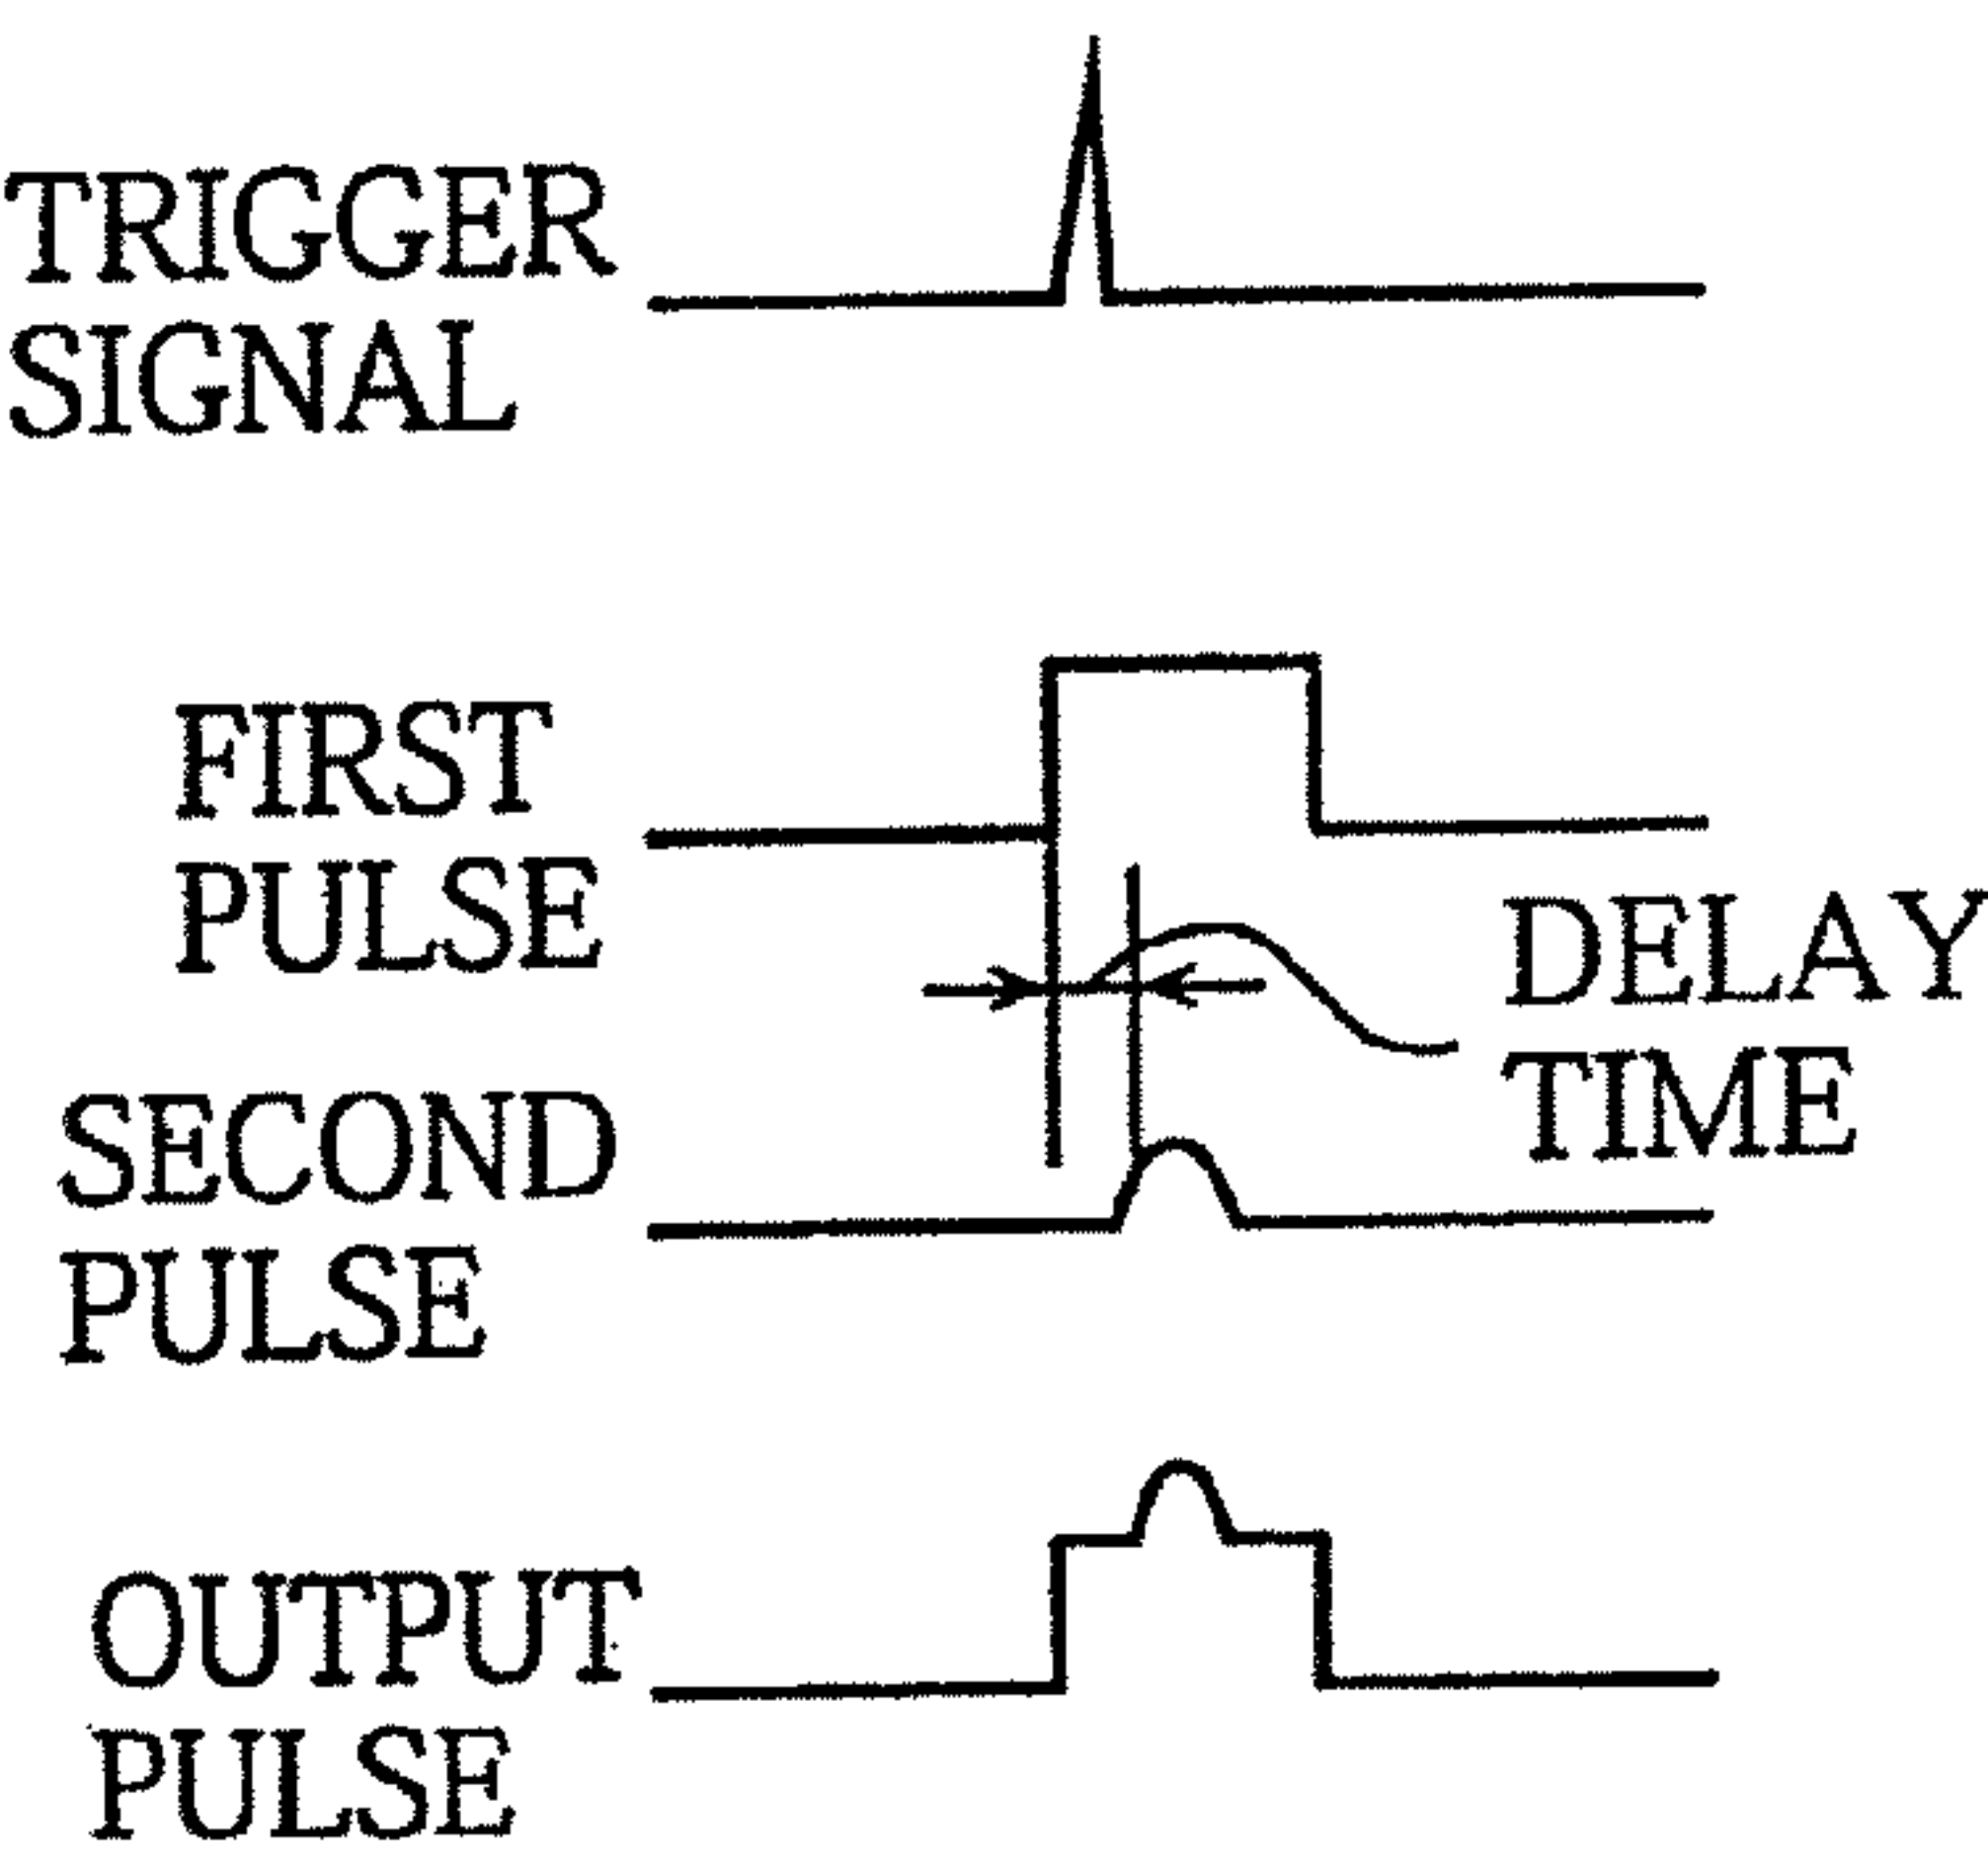 TRIGGER
SIGNAL
FIRST
PULSE
DELAY
TIME
SECOND
PULSE
OUTPUT
PULSE